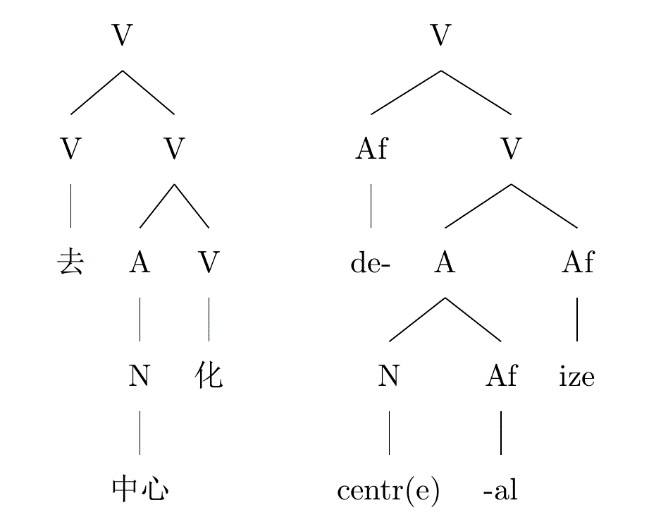 V V
V V Af V
去 A V de- A Af
N 化 N Af ize
中心 centr(e) -al